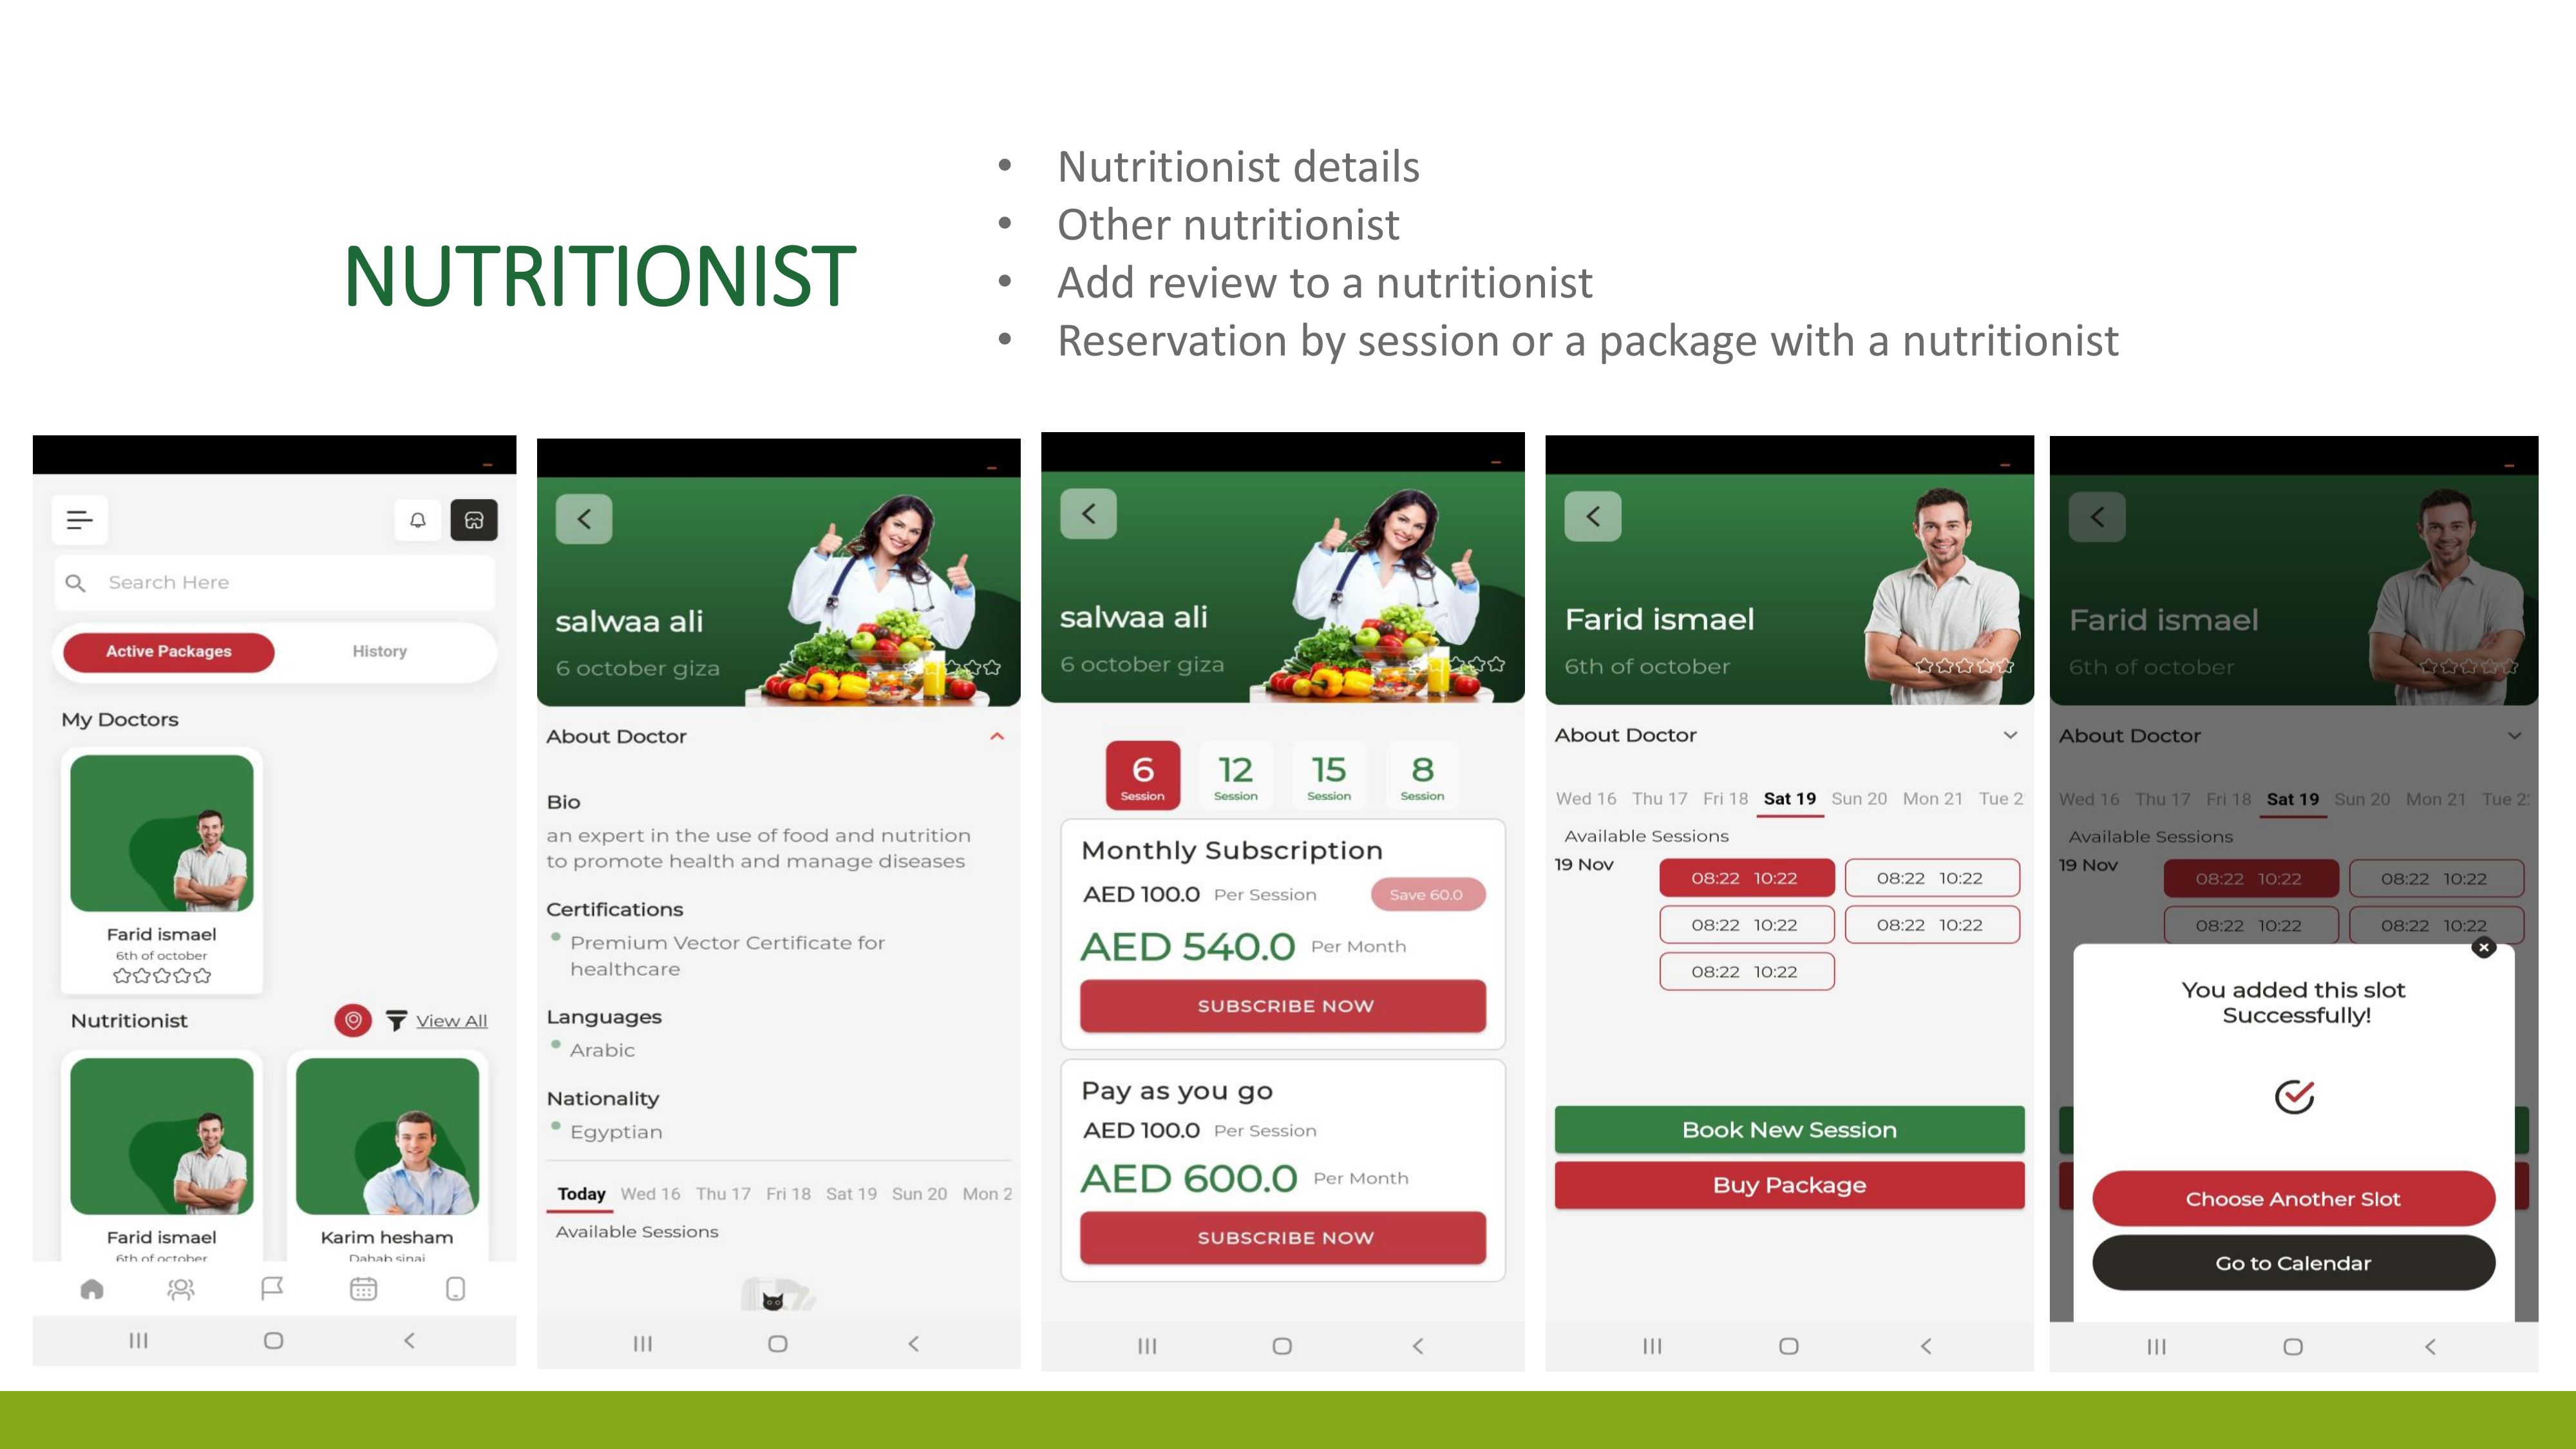 NUTRITIONIST
• Nutritionist details
• Other nutritionist
• Add review to a nutritionist
• Reservation by session or a package with a nutritionist
Search Here
Active Packages History
My Doctors
Farid ismael
6th of october
Nutritionist View All
Farid ismael Karim hesham
6th of october Dahab sinai
salwaa ali
6 october giza
About Doctor
Bio
an expert in the use of food and nutrition
to promote health and manage diseases
Certifications
Premium Vector Certificate for
healthcare
Languages
Arabic
Nationality
Egyptian
Today Wed 16 Thu 17 Fri 18 Sat 19 Sun 20 Mon 2
Available Sessions
salwaa ali
6 october giza
6 12 15 8
Session Session Session Session
Monthly Subscription
AED 100.0 Per Session Save 60.0
AED 540.0 Per Month
SUBSCRIBE NOW
Pay as you go
AED 100.0 Per Session
AED 600.0 Per Month
SUBSCRIBE NOW
Farid ismael
6th of october
About Doctor
Wed 16 Thu 17 Fri 18 Sat 19 Sun 20 Mon 21 Tue 2
Available Sessions
19 Nov 08:22 10:22 08:22 10:22
08:22 10:22 08:22 10:22
08:22 10:22
Book New Session
Buy Package
Farid ismael
6th of october
About Doctor
Wed 16 Thu 17 Fri 18 Sat 19 Sun 20 Mon 21 Tue 2
Available Sessions
19 Nov 08:22 10:22 08:22 10:22
08:22 10:22 08:22 10:22
You added this slot
Successfully!
Choose Another Slot
Go to Calendar